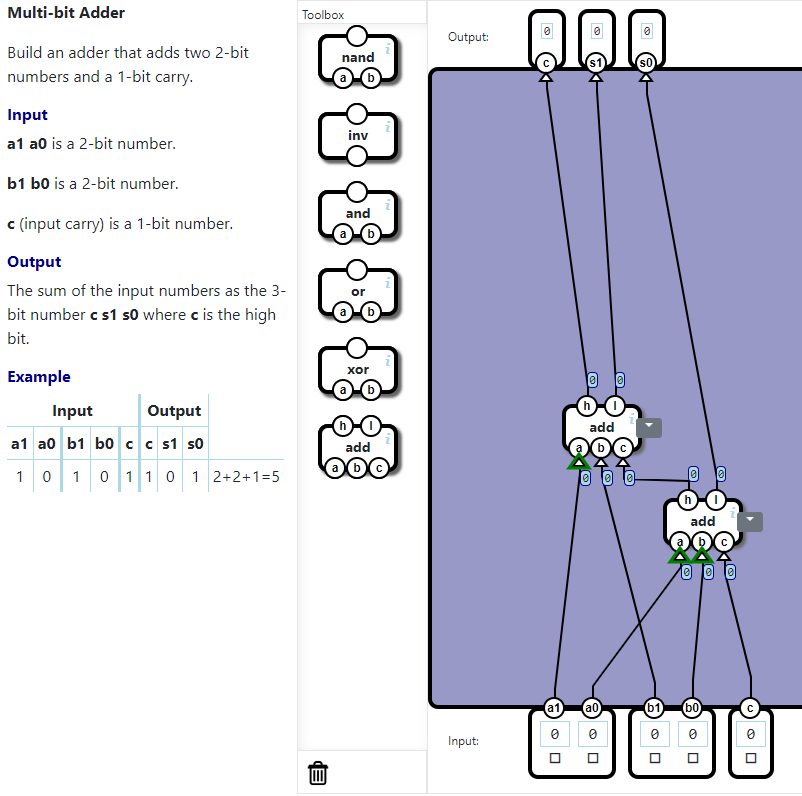 Multi-bit Adder
Build an adder that adds two 2-bit
numbers and a 1-bit carry.
Input
a1 a0 is a 2-bit number.
b1 b0 is a 2-bit number.
c (input carry) is a 1-bit number.
Output
The sum of the input numbers as the 3-
bit number c s1 s0 where c is the high
bit.
Example
Input Output
a1 a0 b1 b0 c c s1 s0
1 0 1 0 1 1 0 1 2+2+1=5
Toolbox
nand
i
a b
inv
i
and
i
a b
or
i
a b
xor
i
a b
h l
add
i
a b c
Output:
0 0 0
c s1 s0
0 0
h l
add
i
a b c
0 0 0
0 0
h l
add
i
a b c
0 0 0
a1 a0 b1 b0 c
Input:
0 0 0 0 0